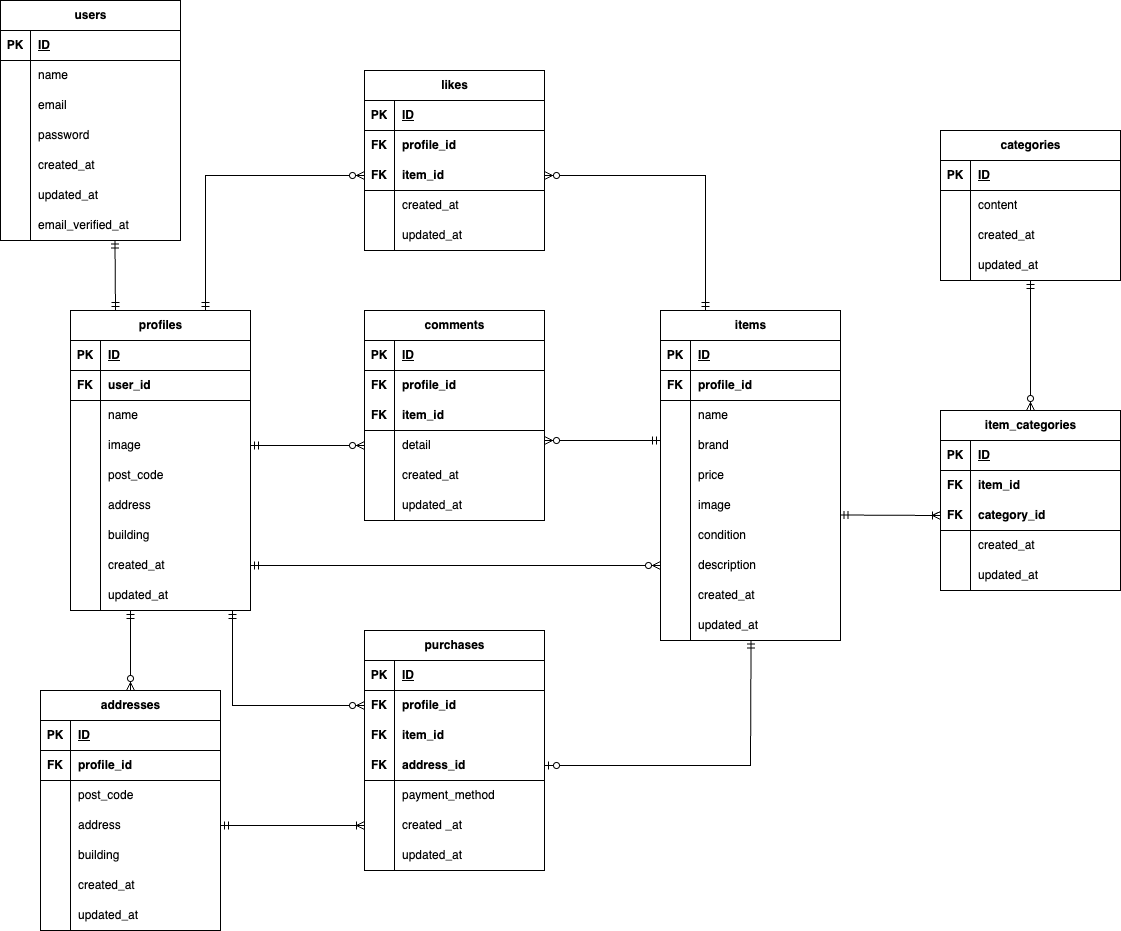 users
PK ID
name
email
password
created_at
updated_at
email_verified_at
likes
PK ID
FK profile_id
FK item_id
created_at
updated_at
categories
PK ID
content
created_at
updated_at
profiles
PK ID
FK user_id
name
image
post_code
address
building
created_at
updated_at
comments
PK ID
FK profile_id
FK item_id
detail
created_at
updated_at
items
PK ID
FK profile_id
name
brand
price
image
condition
description
created_at
updated_at
item_categories
PK ID
FK item_id
FK category_id
created_at
updated_at
addresses
PK ID
FK profile_id
post_code
address
building
created_at
updated_at
purchases
PK ID
FK profile_id
FK item_id
FK address_id
payment_method
created _at
updated_at